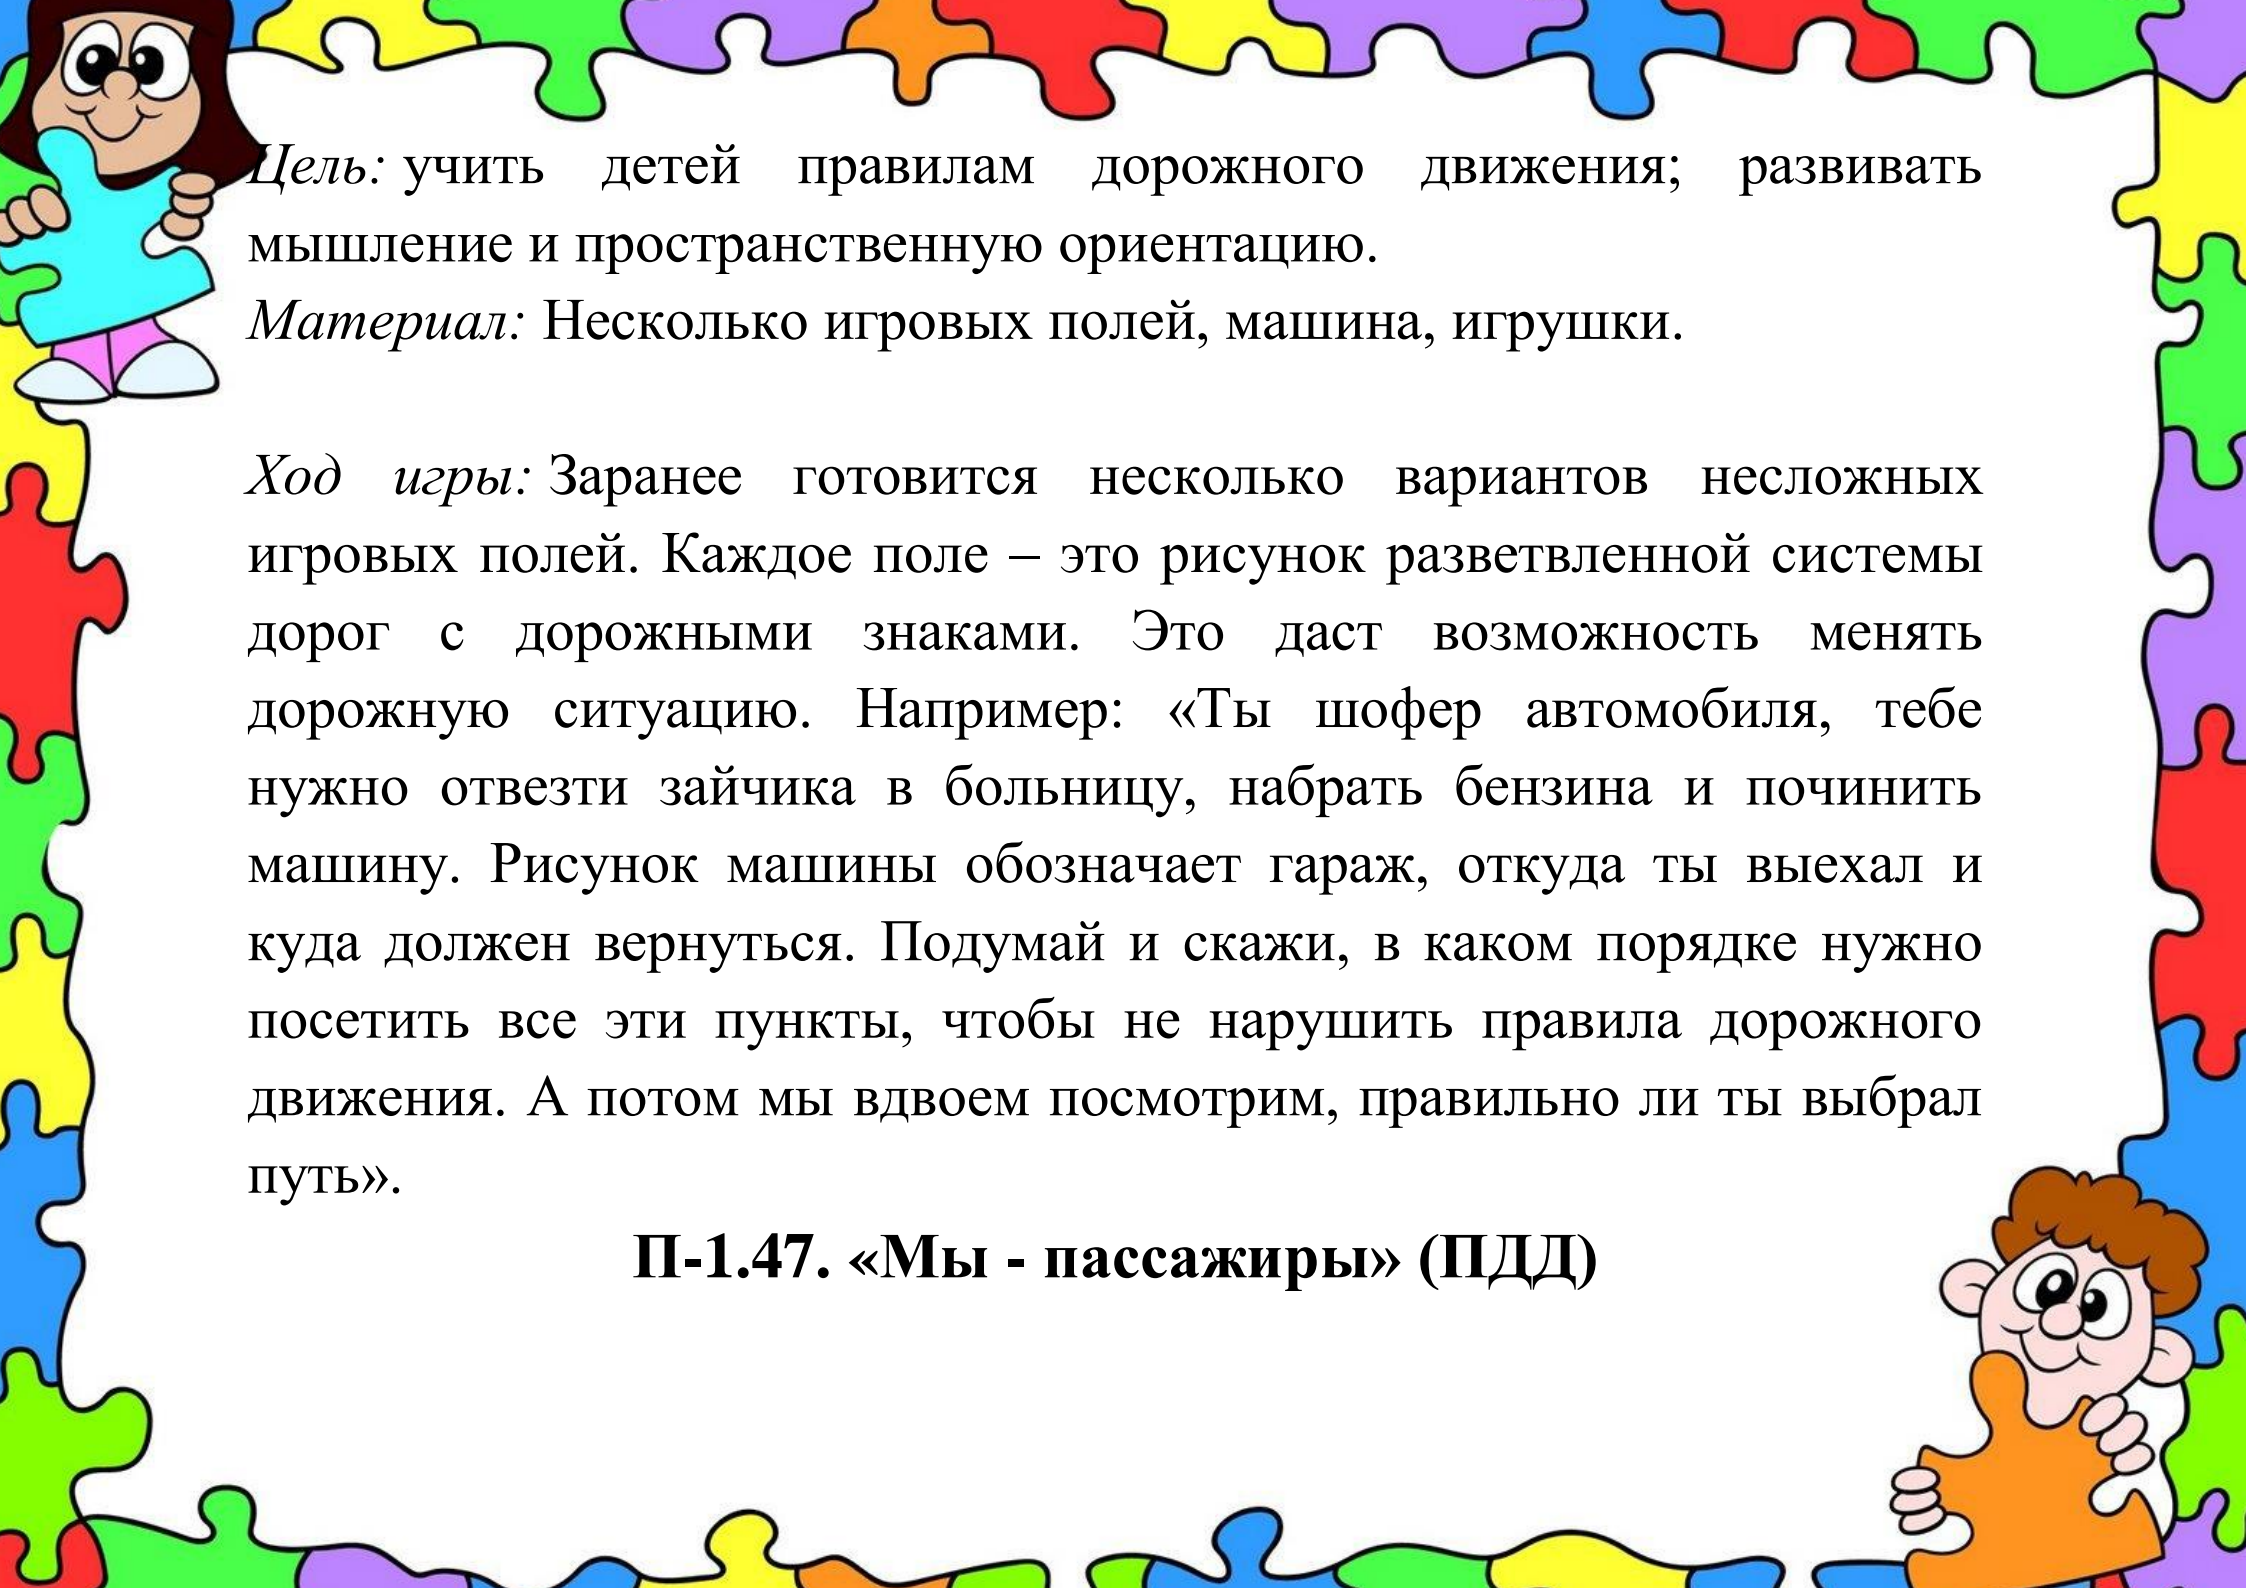 Цель: учить детей правилам дорожного движения; развивать
мышление и пространственную ориентацию.
Материал: Несколько игровых полей, машина, игрушки.
Ход игры: Заранее готовится несколько вариантов несложных
игровых полей. Каждое поле – это рисунок разветвленной системы
дорог с дорожными знаками. Это даст возможность менять
дорожную ситуацию. Например: «Ты шофер автомобиля, тебе
нужно отвезти зайчика в больницу, набрать бензина и починить
машину. Рисунок машины обозначает гараж, откуда ты выехал и
куда должен вернуться. Подумай и скажи, в каком порядке нужно
посетить все эти пункты, чтобы не нарушить правила дорожного
движения. А потом мы вдвоем посмотрим, правильно ли ты выбрал
путь».
П-1.47. «Мы - пассажиры» (ПДД)